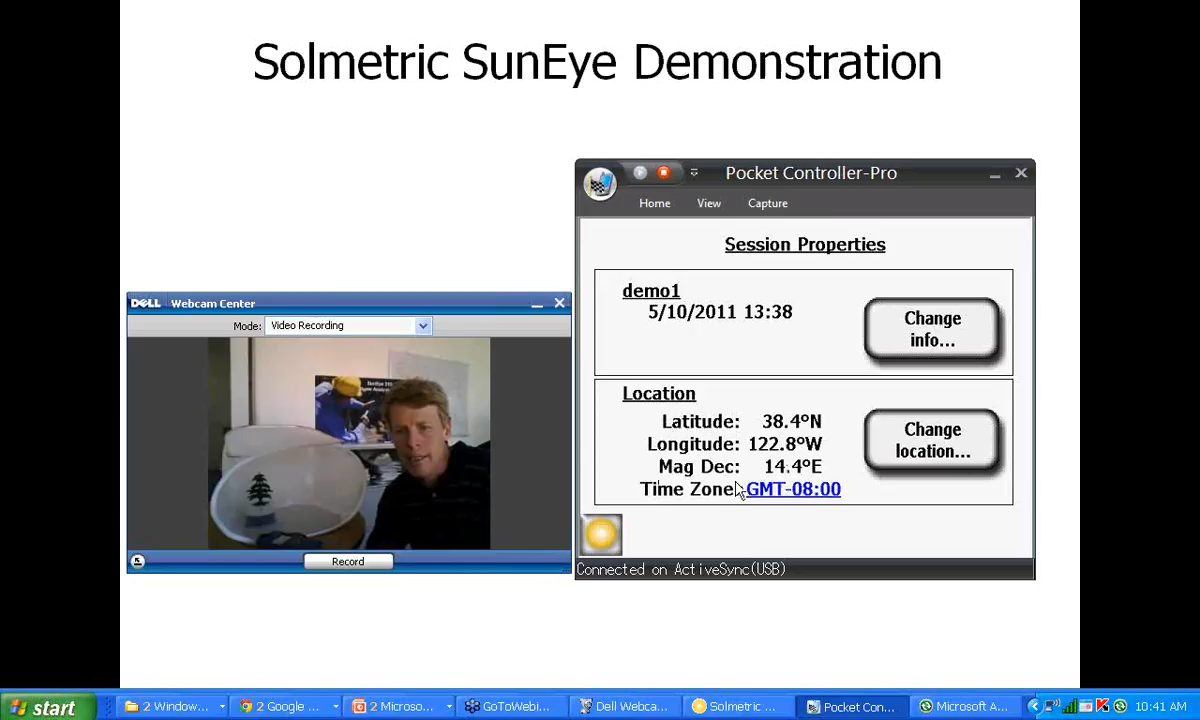 Solmetric SunEye Demonstration
Pocket Controller-Pro
Home View Capture
Session Properties
demo1
5/10/2011 13:38
Change
info...
Location
Latitude: 38.4ºN
Longitude: 122.8ºW
Mag Dec: 14.4ºE
Time Zone: GMT-08:00
Change
location...
Connected on ActiveSync(USB)
DELL Webcam Center
Mode: Video Recording
Record
start
2 Window...
2 Google ...
2 Microso...
GoToWebi...
Dell Webca...
Solmetric ...
Pocket Con...
Microsoft A...
10:41 AM